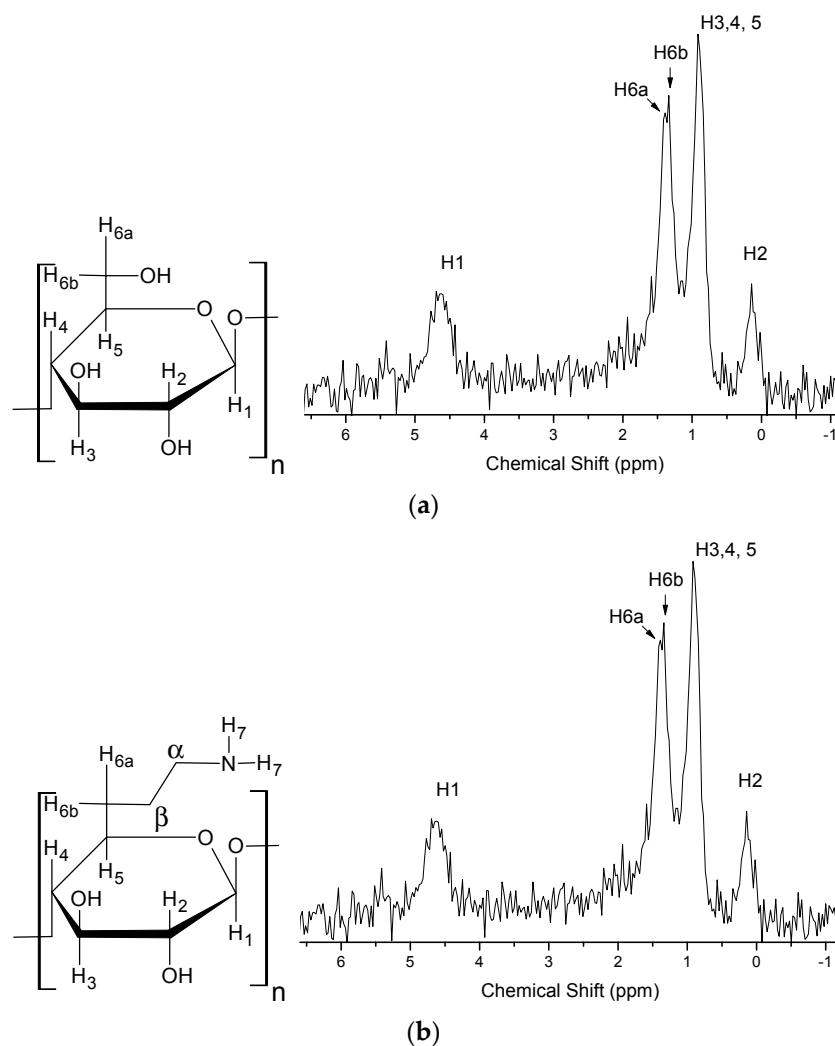 H3,4, 5
H6b
H6a
H1
H2
H6a
H6b
OH
O
O
H4
H5
OH
H2
H1
H3
OH
n
6
5
4
3
2
1
0
-1
Chemical Shift (ppm)
(a)
H3,4, 5
H6b
H6a
H1
H2
H7
α
H6a
N
H7
H6b
β
O
O
H4
H5
OH
H2
H1
H3
OH
n
6
5
4
3
2
1
0
-1
Chemical Shift (ppm)
(b)